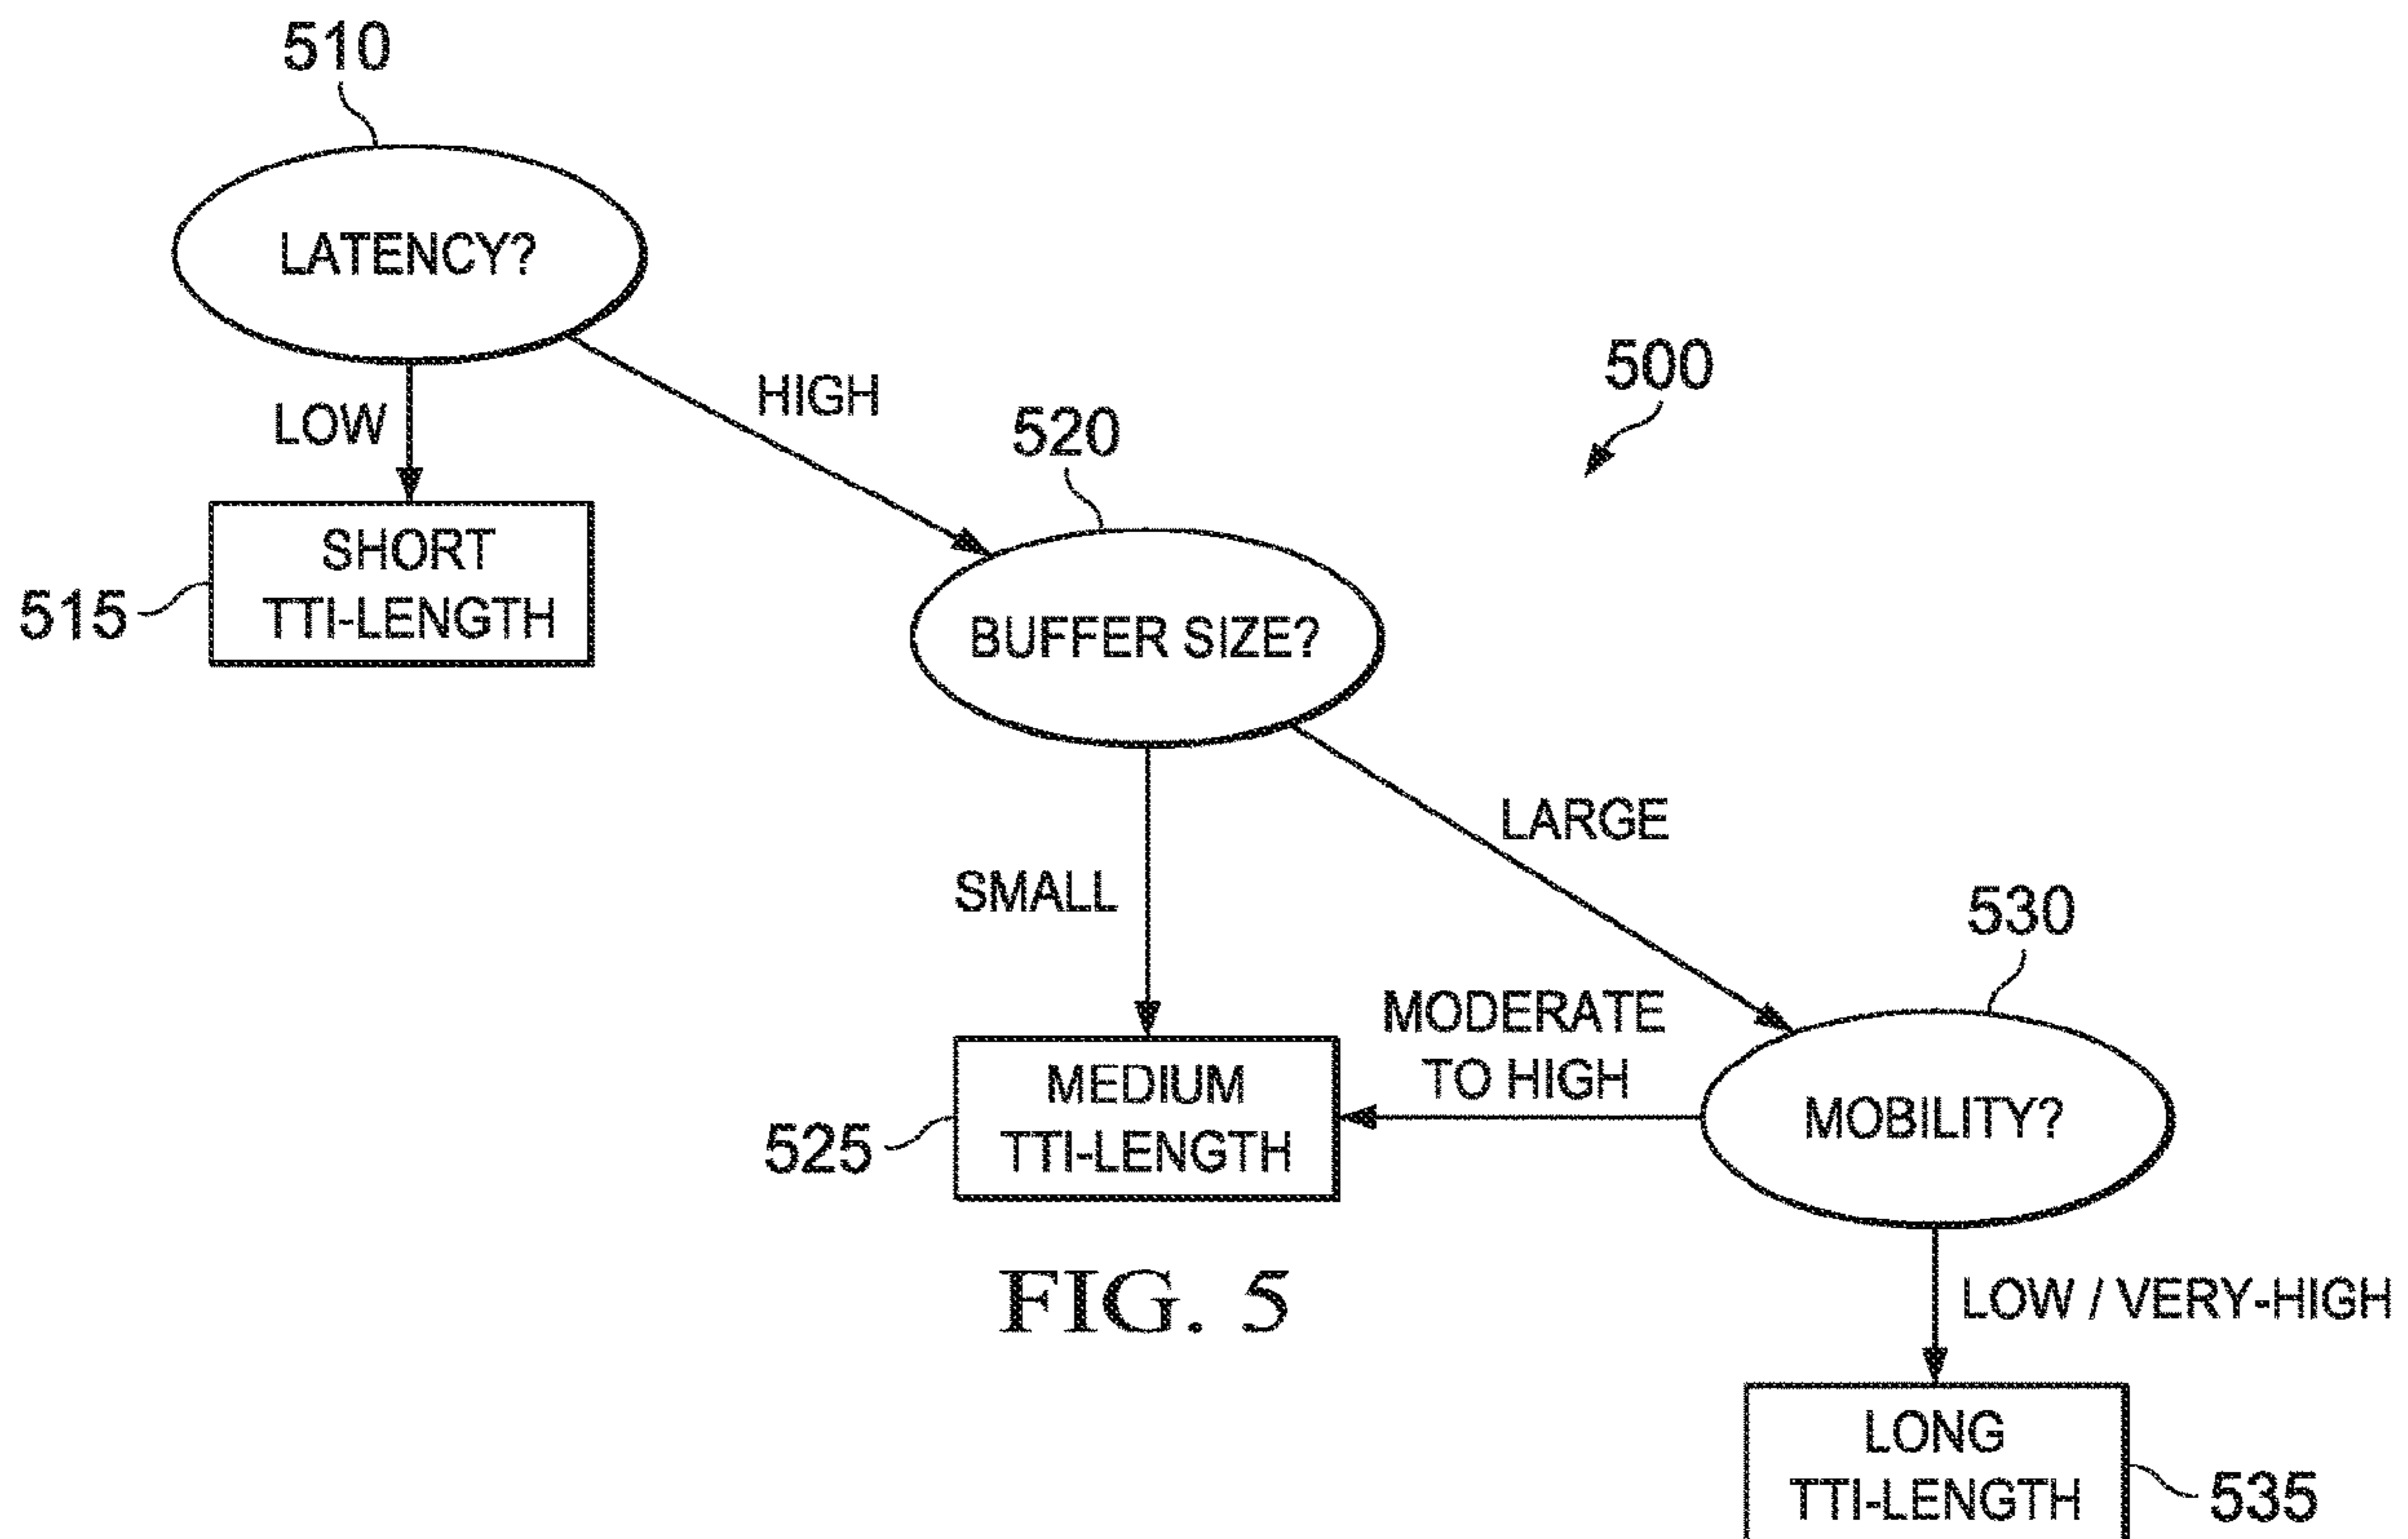 510
LATENCY?
LOW
HIGH
500
520
SHORT
TTI-LENGTH
515
BUFFER SIZE?
LARGE
SMALL
530
MODERATE
TO HIGH
MEDIUM
TTI-LENGTH
525
MOBILITY?
FIG. 5
LOW / VERY-HIGH
LONG
TTI-LENGTH
535